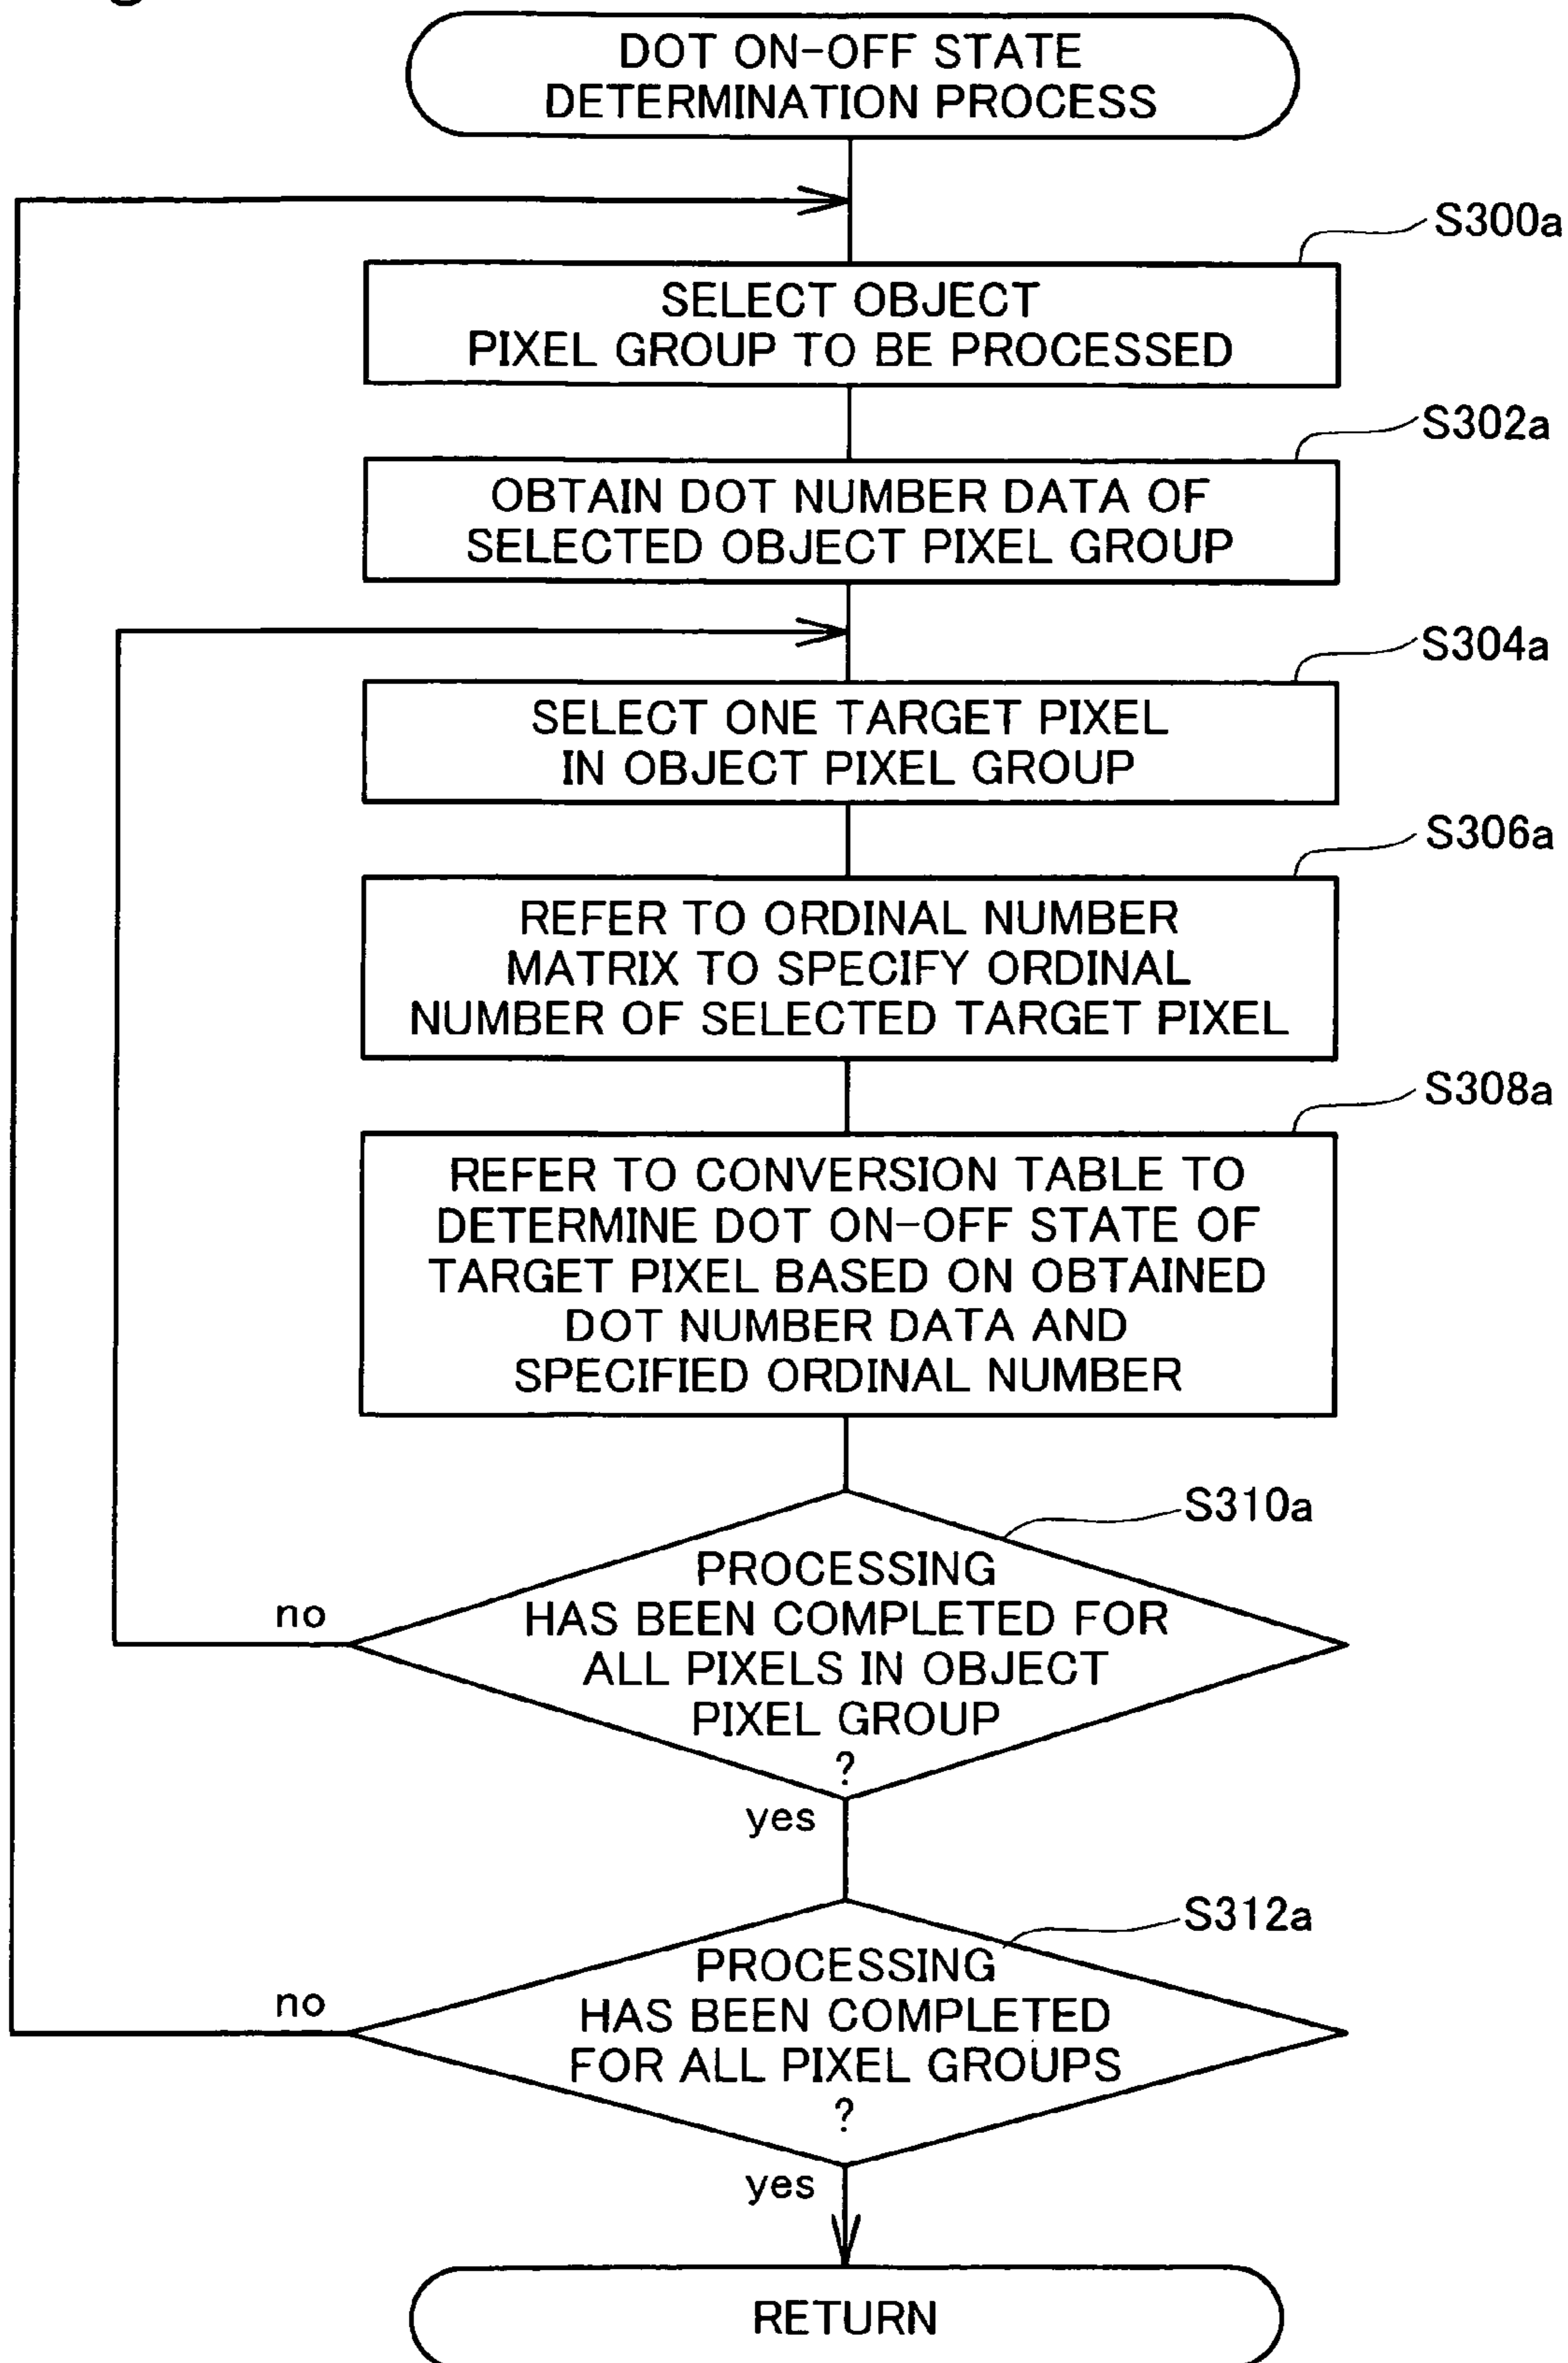 DOT ON-OFF STATE
DETERMINATION PROCESS
S300a
SELECT OBJECT
PIXEL GROUP TO BE PROCESSED
S302a
OBTAIN DOT NUMBER DATA OF
SELECTED OBJECT PIXEL GROUP
S304a
SELECT ONE TARGET PIXEL
IN OBJECT PIXEL GROUP
S306a
REFER TO ORDINAL NUMBER
MATRIX TO SPECIFY ORDINAL
NUMBER OF SELECTED TARGET PIXEL
S308a
REFER TO CONVERSION TABLE TO
DETERMINE DOT ON-OFF STATE OF
TARGET PIXEL BASED ON OBTAINED
DOT NUMBER DATA AND
SPECIFIED ORDINAL NUMBER
S310a
PROCESSING
HAS BEEN COMPLETED FOR
ALL PIXELS IN OBJECT
PIXEL GROUP
?
no
yes
S312a
PROCESSING
HAS BEEN COMPLETED
FOR ALL PIXEL GROUPS
?
no
yes
RETURN